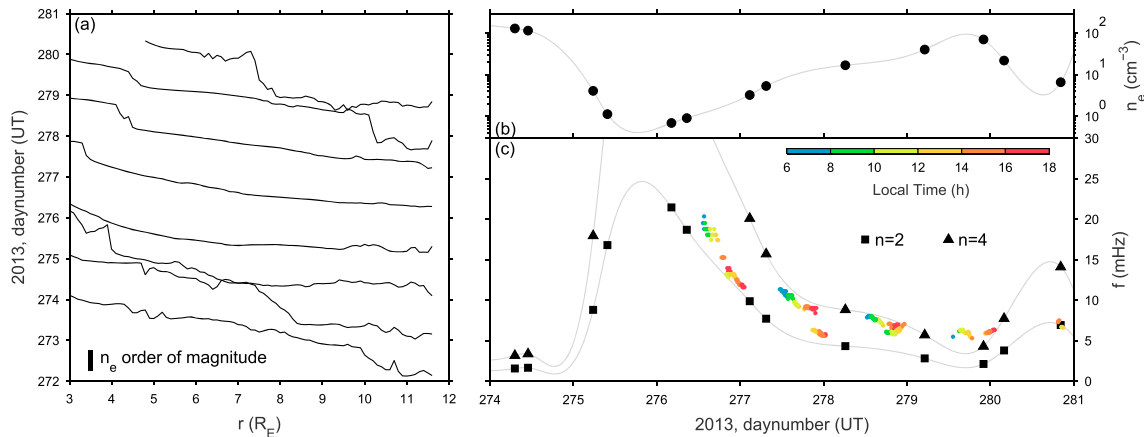 (a)
281
280
279
278
277
276
275
274
273
272
2013, daynumber (UT)
n_e order of magnitude
3 4 5 6 7 8 9 10 11 12
r (R_E)
(b)
10^2
10^1
10^0
n_e (cm^−3)
(c)
30
25
20
15
10
5
0
f (mHz)
6 8 10 12 14 16 18
Local Time (h)
n=2 n=4
274 275 276 277 278 279 280 281
2013, daynumber (UT)